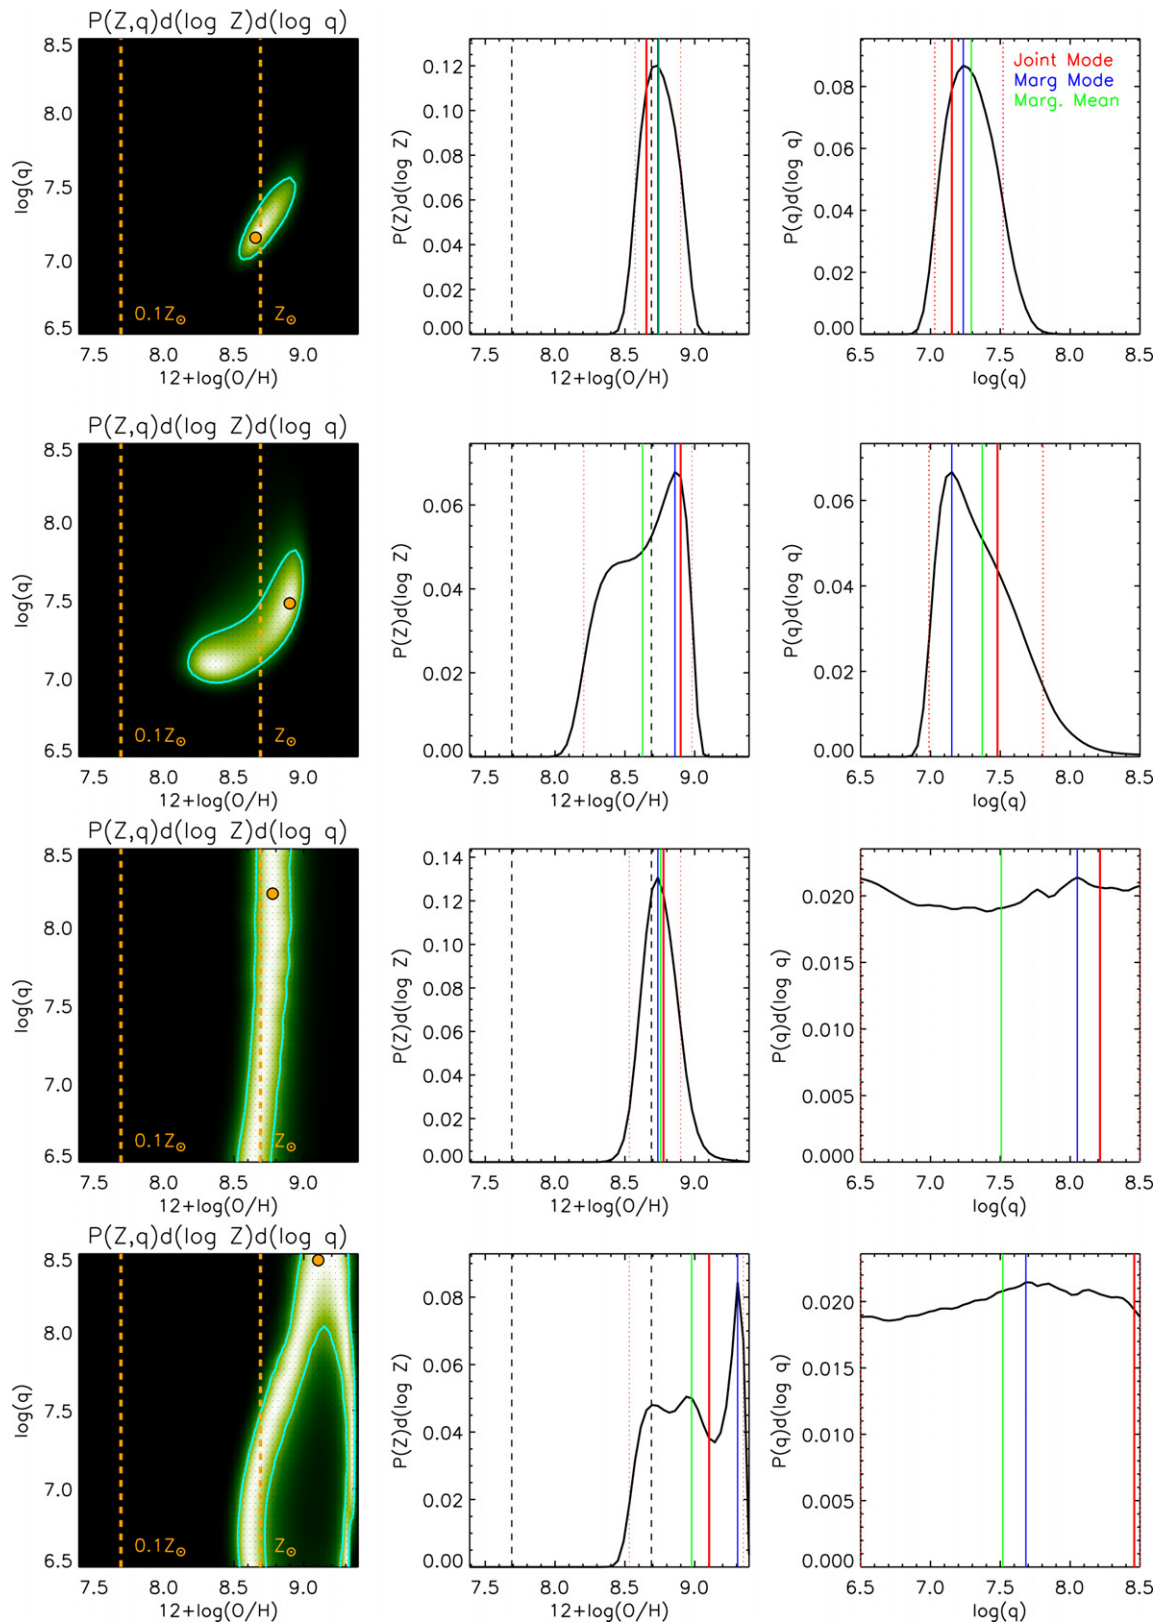 P(Z,q)d(log Z)d(log q)
8.5
8.0
7.5
7.0
6.5
log(q)
0.1Z⊙
Z⊙
7.5 8.0 8.5 9.0
12+log(O/H)
0.12
0.10
0.08
0.06
0.04
0.02
0.00
P(Z)d(log Z)
7.5 8.0 8.5 9.0
12+log(O/H)
Joint Mode
Marg Mode
Marg. Mean
0.08
0.06
0.04
0.02
0.00
P(q)d(log q)
6.5 7.0 7.5 8.0 8.5
log(q)
P(Z,q)d(log Z)d(log q)
8.5
8.0
7.5
7.0
6.5
log(q)
0.1Z⊙
Z⊙
7.5 8.0 8.5 9.0
12+log(O/H)
0.06
0.04
0.02
0.00
P(Z)d(log Z)
7.5 8.0 8.5 9.0
12+log(O/H)
0.06
0.04
0.02
0.00
P(q)d(log q)
6.5 7.0 7.5 8.0 8.5
log(q)
P(Z,q)d(log Z)d(log q)
8.5
8.0
7.5
7.0
6.5
log(q)
0.1Z⊙
Z⊙
7.5 8.0 8.5 9.0
12+log(O/H)
0.14
0.12
0.10
0.08
0.06
0.04
0.02
0.00
P(Z)d(log Z)
7.5 8.0 8.5 9.0
12+log(O/H)
0.020
0.015
0.010
0.005
0.000
P(q)d(log q)
6.5 7.0 7.5 8.0 8.5
log(q)
P(Z,q)d(log Z)d(log q)
8.5
8.0
7.5
7.0
6.5
log(q)
0.1Z⊙
Z⊙
7.5 8.0 8.5 9.0
12+log(O/H)
0.08
0.06
0.04
0.02
0.00
P(Z)d(log Z)
7.5 8.0 8.5 9.0
12+log(O/H)
0.020
0.015
0.010
0.005
0.000
P(q)d(log q)
6.5 7.0 7.5 8.0 8.5
log(q)